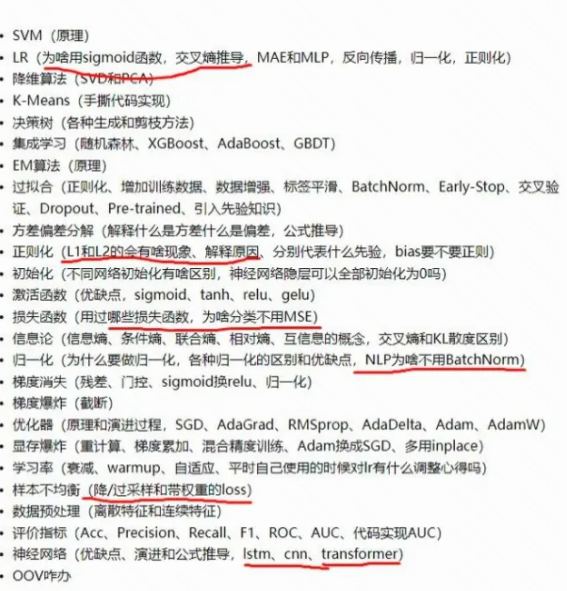 • SVM（原理）
• LR（为啥用sigmoid函数，交叉熵推导，MAE和MLP，反向传播，归一化，正则化）
• 降维算法（SVD和PCA）
• K-Means（手撕代码实现）
• 决策树（各种生成和剪枝方法）
• 集成学习（随机森林、XGBoost、AdaBoost、GBDT）
• EM算法（原理）
• 过拟合（正则化、增加训练数据、数据增强、标签平滑、BatchNorm、Early-Stop、交叉验
证、Dropout、Pre-trained、引入先验知识）
• 方差偏差分解（解释什么是方差什么是偏差，公式推导）
• 正则化（L1和L2的会有啥现象、解释原因、分别代表什么先验，bias要不要正则）
• 初始化（不同网络初始化有啥区别，神经网络隐层可以全部初始化为0吗）
• 激活函数（优缺点，sigmoid、tanh、relu、gelu）
• 损失函数（用过哪些损失函数，为啥分类不用MSE）
• 信息论（信息熵、条件熵、联合熵、相对熵、互信息的概念，交叉熵和KL散度区别）
• 归一化（为什么要做归一化，各种归一化的区别和优缺点，NLP为啥不用BatchNorm）
• 梯度消失（残差、门控、sigmoid换relu、归一化）
• 梯度爆炸（截断）
• 优化器（原理和演进过程，SGD、AdaGrad、RMSprop、AdaDelta、Adam、AdamW）
• 显存爆炸（重计算、梯度累加、混合精度训练、Adam换成SGD、多用inplace）
• 学习率（衰减、warmup、自适应、平时自己使用的时候对lr有什么调整心得吗）
• 样本不均衡（降/过采样和带权重的loss）
• 数据预处理（离散特征和连续特征）
• 评价指标（Acc、Precision、Recall、F1、ROC、AUC、代码实现AUC）
• 神经网络（优缺点、演进和公式推导，lstm、cnn、transformer）
• OOV咋办